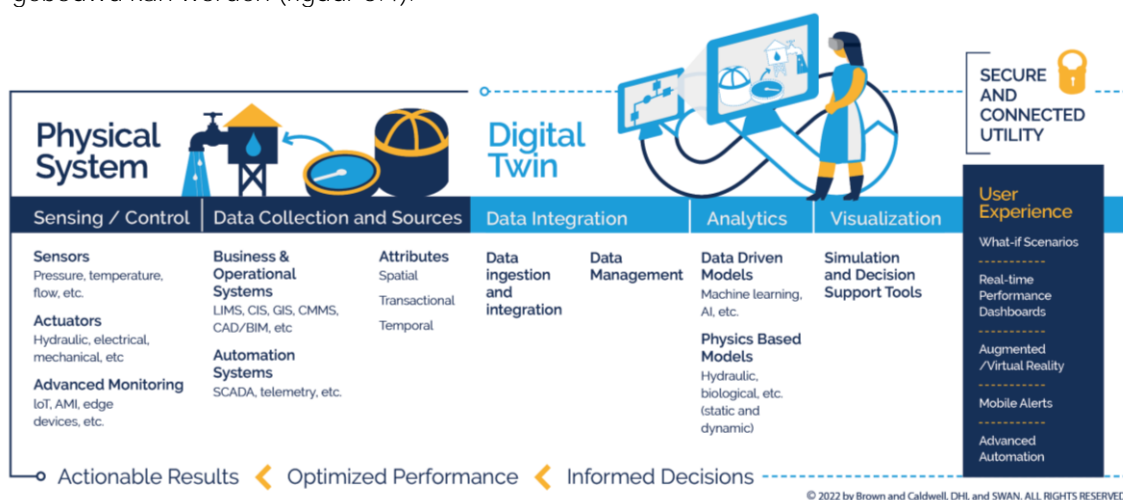 gebouwd kan worden (figuur 3.4).
Physical
System
Digital
Twin
SECURE
AND
CONNECTED
UTILITY
Sensing / Control
Data Collection and Sources
Data Integration
Analytics
Visualization
Sensors
Pressure, temperature,
flow, etc.
Actuators
Hydraulic, electrical,
mechanical, etc
Advanced Monitoring
IoT, AMI, edge
devices, etc.
Business &
Operational
Systems
LIMS, CIS, GIS, CMMS,
CAD/BIM, etc
Automation
Systems
SCADA, telemetry, etc.
Attributes
Spatial
Transactional
Temporal
Data
ingestion
and
integration
Data
Management
Data Driven
Models
Machine learning,
AI, etc.
Physics Based
Models
Hydraulic,
biological, etc.
(static and
dynamic)
Simulation
and Decision
Support Tools
User
Experience
What-if Scenarios
Real-time
Performance
Dashboards
Augmented
/Virtual Reality
Mobile Alerts
Advanced
Automation
Actionable Results
Optimized Performance
Informed Decisions
© 2022 by Brown and Caldwell, DHI, and SWAN. ALL RIGHTS RESERVED